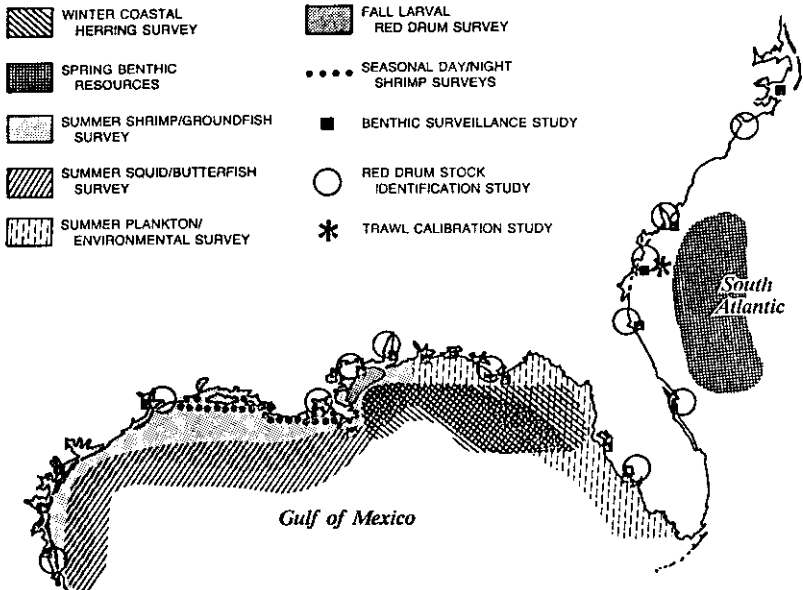 WINTER COASTAL
HERRING SURVEY
SPRING BENTHIC
RESOURCES
SUMMER SHRIMP/GROUNDFISH
SURVEY
SUMMER SQUID/BUTTERFISH
SURVEY
SUMMER PLANKTON/
ENVIRONMENTAL SURVEY
FALL LARVAL
RED DRUM SURVEY
SEASONAL DAY/NIGHT
SHRIMP SURVEYS
BENTHIC SURVEILLANCE STUDY
RED DRUM STOCK
IDENTIFICATION STUDY
TRAWL CALIBRATION STUDY
South
Atlantic
Gulf of Mexico